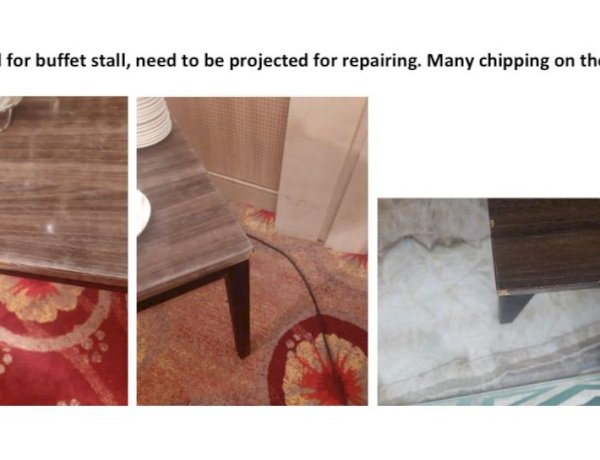 for buffet stall, need to be projected for repairing. Many chipping on the